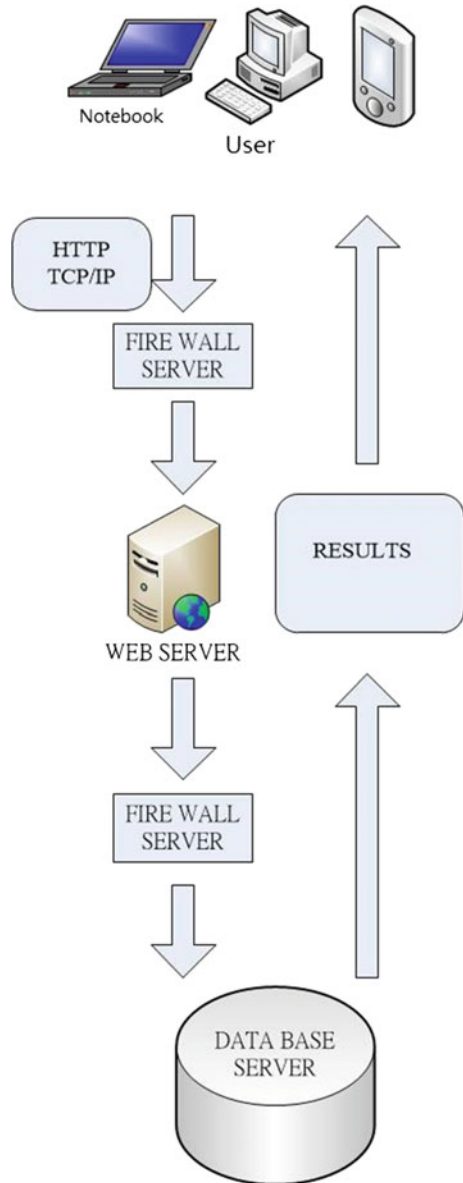 Notebook
User
HTTP
TCP/IP
FIRE WALL
SERVER
RESULTS
WEB SERVER
FIRE WALL
SERVER
DATA BASE
SERVER